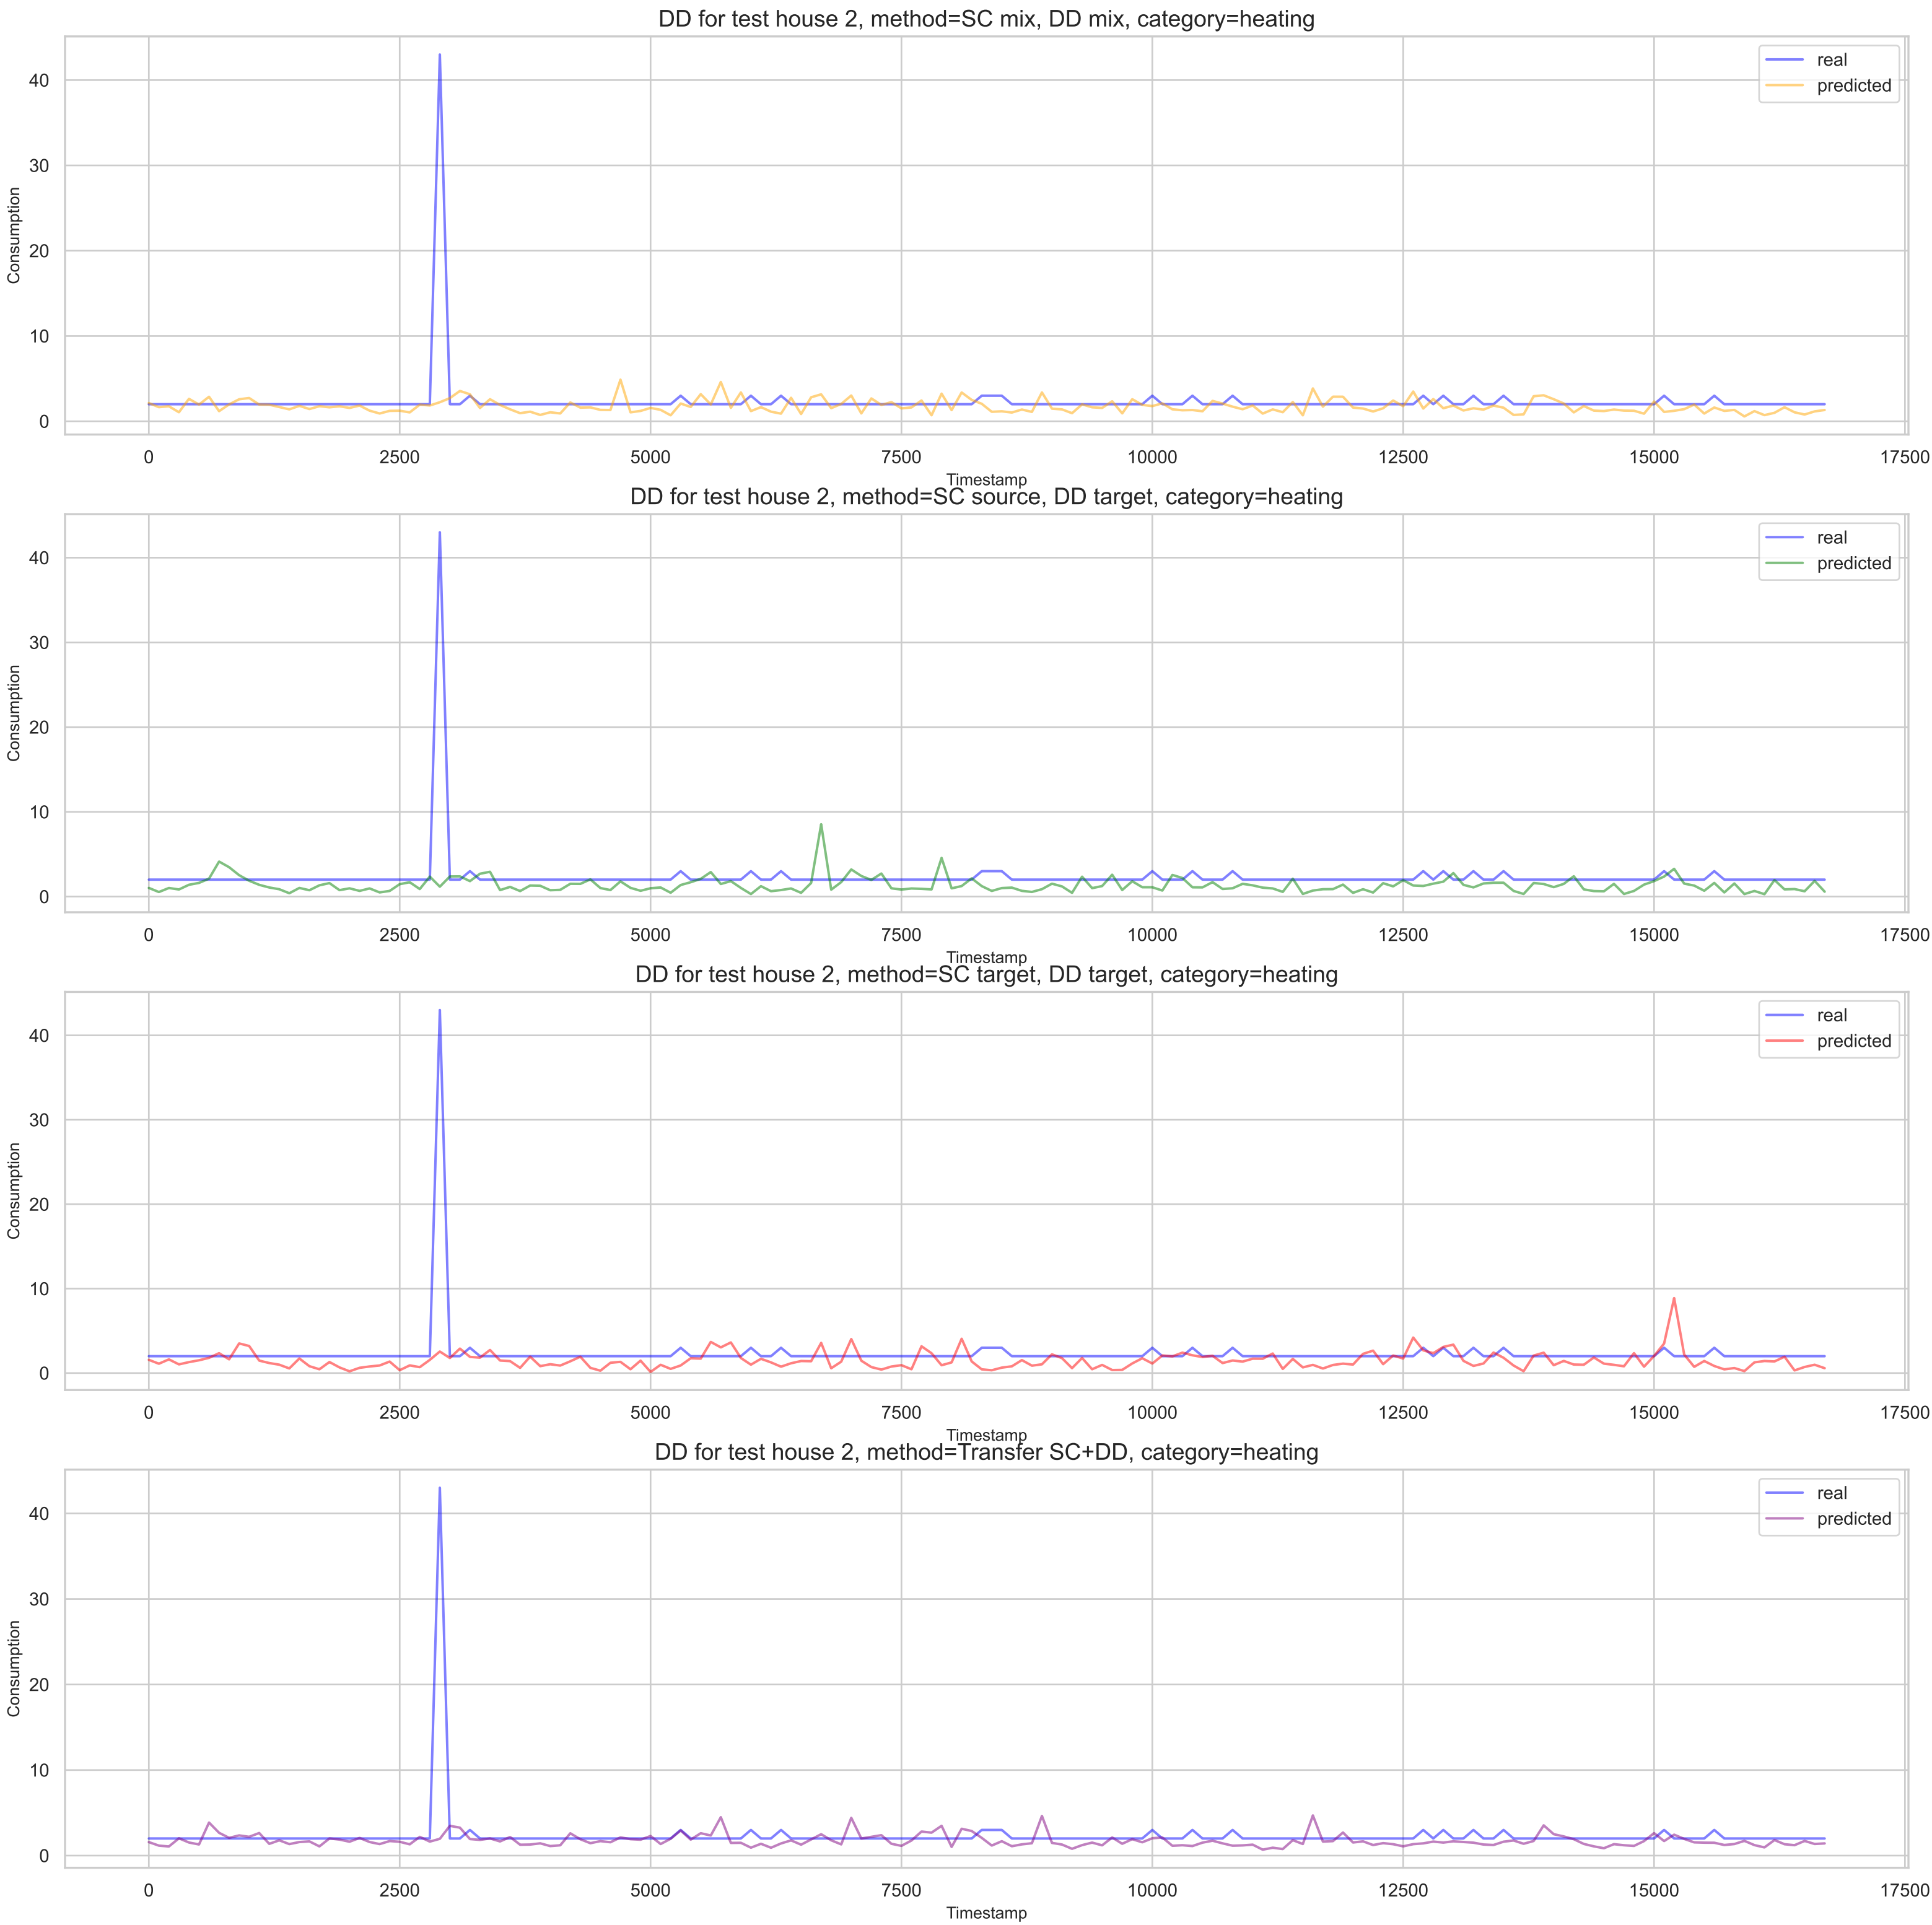 DD for test house 2, method=SC mix, DD mix, category=heating
real
predicted
40
30
20
10
0
Consumption
0 2500 5000 7500 10000 12500 15000 17500
Timestamp
DD for test house 2, method=SC source, DD target, category=heating
real
predicted
40
30
20
10
0
Consumption
0 2500 5000 7500 10000 12500 15000 17500
Timestamp
DD for test house 2, method=SC target, DD target, category=heating
real
predicted
40
30
20
10
0
Consumption
0 2500 5000 7500 10000 12500 15000 17500
Timestamp
DD for test house 2, method=Transfer SC+DD, category=heating
real
predicted
40
30
20
10
0
Consumption
0 2500 5000 7500 10000 12500 15000 17500
Timestamp